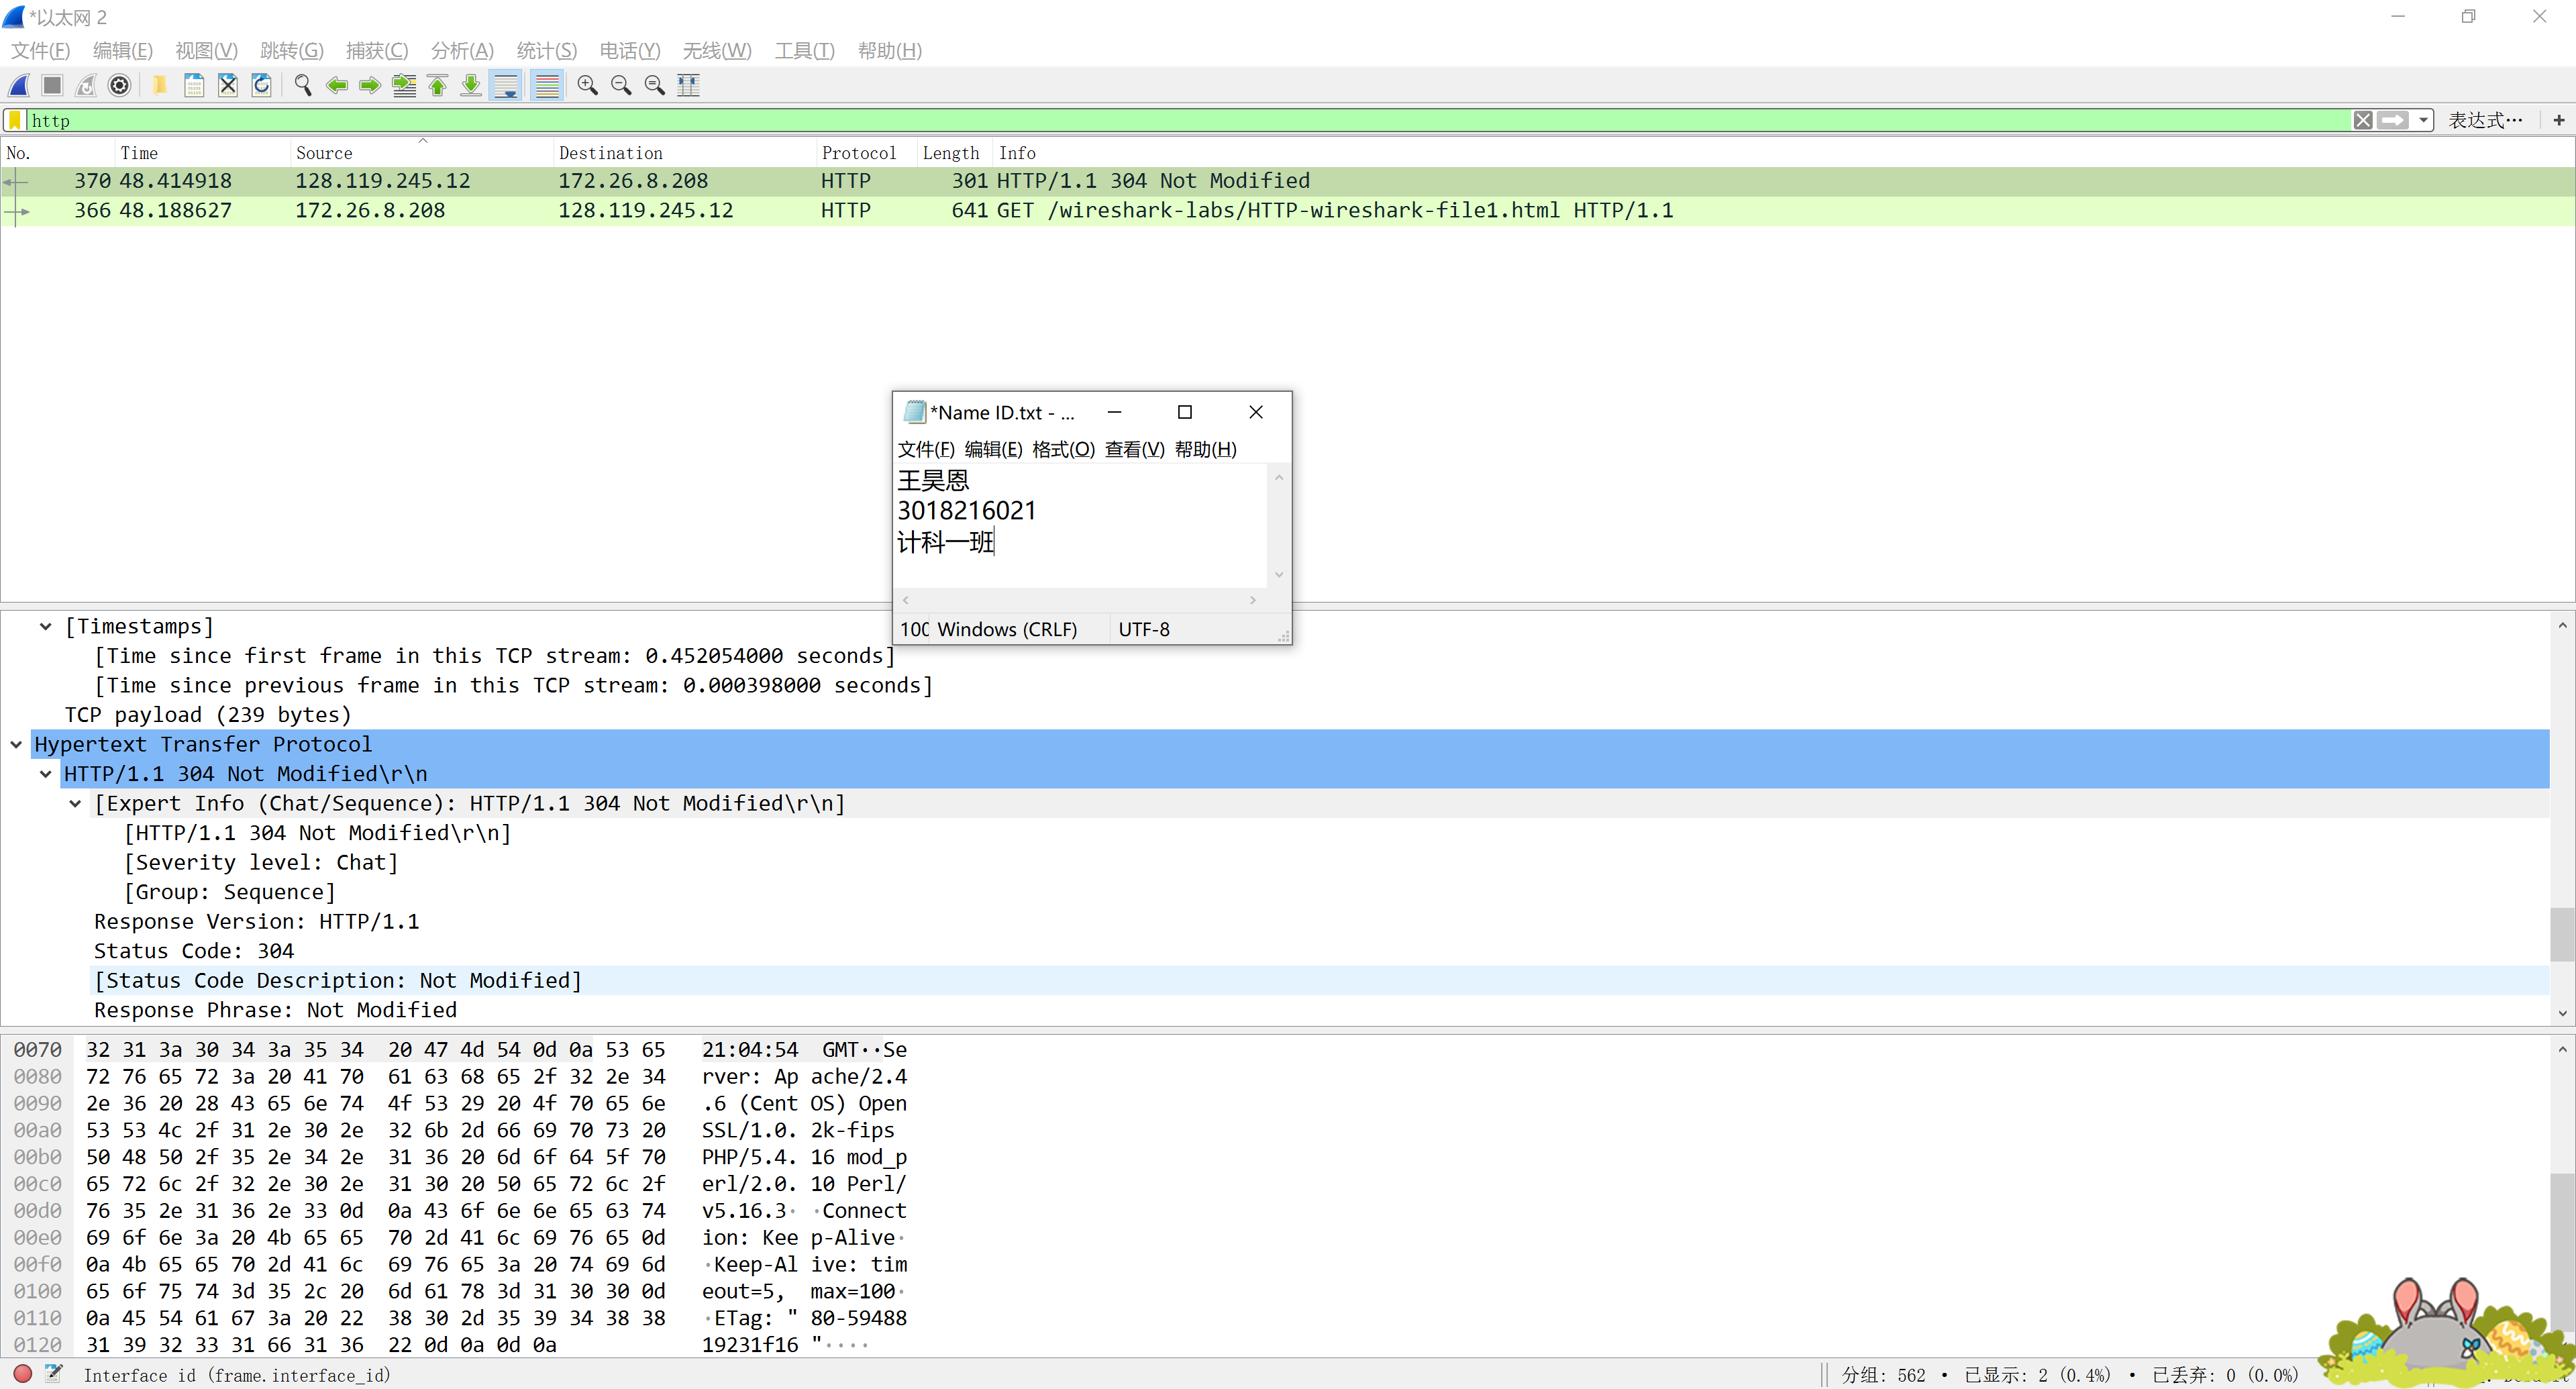 *以太网 2
文件(F) 编辑(E) 视图(V) 跳转(G) 捕获(C) 分析(A) 统计(S) 电话(Y) 无线(W) 工具(T) 帮助(H)
http
表达式… +
No. Time Source Destination Protocol Length Info
370 48.414918 128.119.245.12 172.26.8.208 HTTP 301 HTTP/1.1 304 Not Modified
366 48.188627 172.26.8.208 128.119.245.12 HTTP 641 GET /wireshark-labs/HTTP-wireshark-file1.html HTTP/1.1
*Name ID.txt - ...
文件(F) 编辑(E) 格式(O) 查看(V) 帮助(H)
王昊恩
3018216021
计科一班
100 Windows (CRLF) UTF-8
[Timestamps]
[Time since first frame in this TCP stream: 0.452054000 seconds]
[Time since previous frame in this TCP stream: 0.000398000 seconds]
TCP payload (239 bytes)
Hypertext Transfer Protocol
HTTP/1.1 304 Not Modified\r\n
[Expert Info (Chat/Sequence): HTTP/1.1 304 Not Modified\r\n]
[HTTP/1.1 304 Not Modified\r\n]
[Severity level: Chat]
[Group: Sequence]
Response Version: HTTP/1.1
Status Code: 304
[Status Code Description: Not Modified]
Response Phrase: Not Modified
0070 32 31 3a 30 34 3a 35 34 20 47 4d 54 0d 0a 53 65 21:04:54 GMT··Se
0080 72 76 65 72 3a 20 41 70 61 63 68 65 2f 32 2e 34 rver: Ap ache/2.4
0090 2e 36 20 28 43 65 6e 74 4f 53 29 20 4f 70 65 6e .6 (Cent OS) Open
00a0 53 53 4c 2f 31 2e 30 2e 32 6b 2d 66 69 70 73 20 SSL/1.0. 2k-fips
00b0 50 48 50 2f 35 2e 34 2e 31 36 20 6d 6f 64 5f 70 PHP/5.4. 16 mod_p
00c0 65 72 6c 2f 32 2e 30 2e 31 30 20 50 65 72 6c 2f erl/2.0. 10 Perl/
00d0 76 35 2e 31 36 2e 33 0d 0a 43 6f 6e 6e 65 63 74 v5.16.3· ·Connect
00e0 69 6f 6e 3a 20 4b 65 65 70 2d 41 6c 69 76 65 0d ion: Kee p-Alive·
00f0 0a 4b 65 65 70 2d 41 6c 69 76 65 3a 20 74 69 6d ·Keep-Al ive: tim
0100 65 6f 75 74 3d 35 2c 20 6d 61 78 3d 31 30 30 0d eout=5, max=100·
0110 0a 45 54 61 67 3a 20 22 38 30 2d 35 39 34 38 38 ·ETag: " 80-59488
0120 31 39 32 33 31 66 31 36 22 0d 0a 0d 0a 19231f16 "····
Interface id (frame.interface_id) 分组: 562 · 已显示: 2 (0.4%) · 已丢弃: 0 (0.0%)